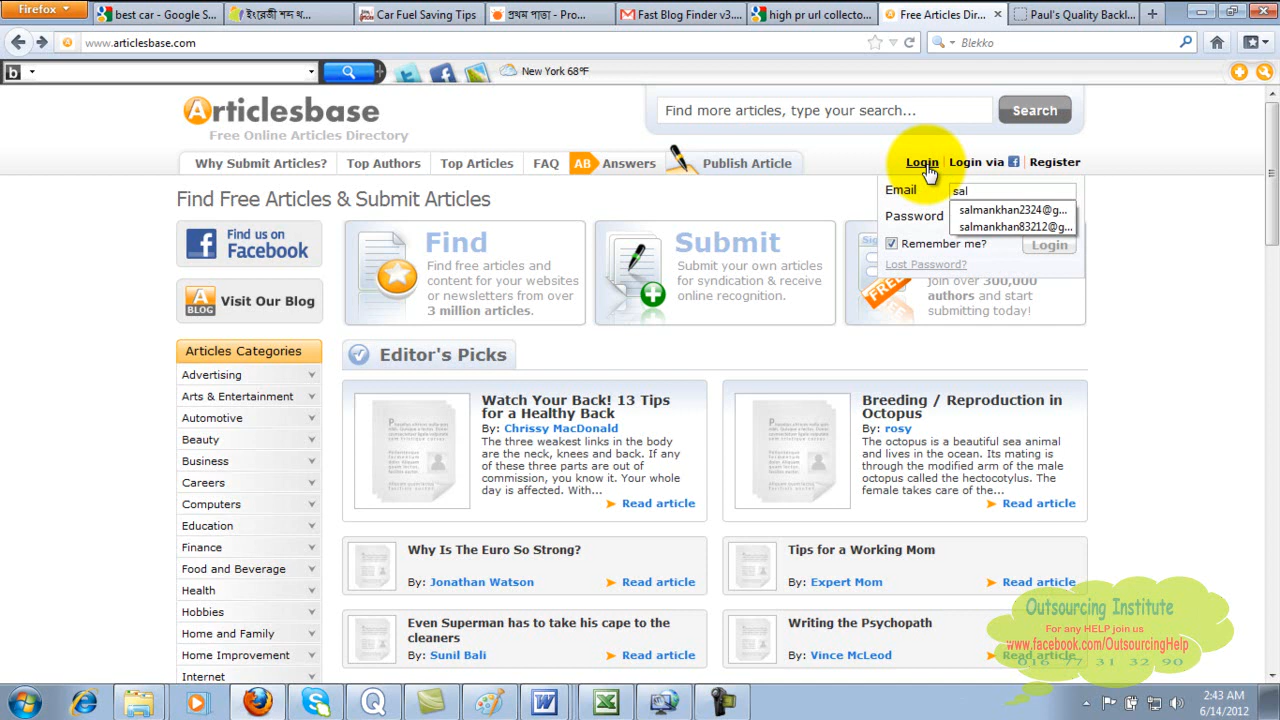 Firefox
best car - Google S...
ইংরেজী শব্দ খ...
Car Fuel Saving Tips
প্রথম পাতা - Pro...
Fast Blog Finder v3....
high pr url collecto...
Free Articles Dir...
Paul's Quality Backl...
www.articlesbase.com
Blekko
New York 68°F
Articlesbase
Free Online Articles Directory
Find more articles, type your search...
Search
Why Submit Articles?
Top Authors
Top Articles
FAQ
AB Answers
Publish Article
Login
Login via
Register
Email
sal
salmankhan2324@g...
salmankhan83212@g...
Password
Remember me?
Login
Lost Password?
Find Free Articles & Submit Articles
Find us on
Facebook
A
BLOG
Visit Our Blog
Find
Find free articles and
content for your websites
or newsletters from over
3 million articles.
Submit
Submit your own articles
for syndication & receive
online recognition.
FREE
join over 300,000
authors and start
submitting today!
Articles Categories
Advertising
Arts & Entertainment
Automotive
Beauty
Business
Careers
Computers
Education
Finance
Food and Beverage
Health
Hobbies
Home and Family
Home Improvement
Internet
Editor's Picks
Watch Your Back! 13 Tips
for a Healthy Back
By: Chrissy MacDonald
The three weakest links in the body
are the neck, knees and back. If any
of these three parts are out of
commission, you know it. Your whole
day is affected. With...
Read article
Breeding / Reproduction in
Octopus
By: rosy
The octopus is a beautiful sea animal
and lives in the ocean. Its mating is
through the modified arm of the male
octopus called the hectocotylus. The
female takes care of the...
Read article
Why Is The Euro So Strong?
By: Jonathan Watson
Read article
Tips for a Working Mom
By: Expert Mom
Read article
Even Superman has to take his cape to the
cleaners
By: Sunil Bali
Read article
Writing the Psychopath
By: Vince McLeod
Outsourcing Institute
For any HELP join us
www.facebook.com/OutsourcingHelp
016 77 31 32 90
2:43 AM
6/14/2012